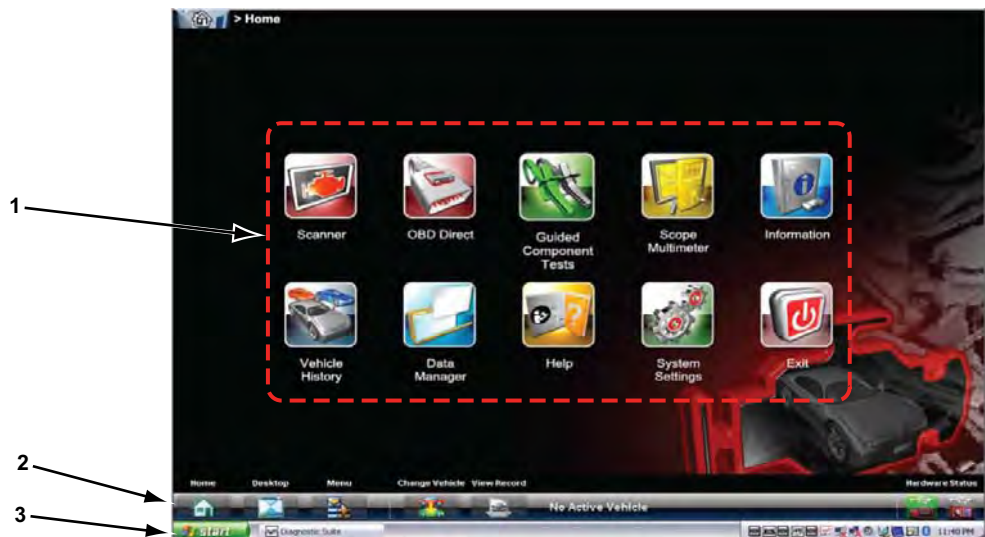 > Home
1
Scanner
OBD Direct
Guided
Component
Tests
Scope
Multimeter
Information
Vehicle
History
Data
Manager
Help
System
Settings
Exit
2
Home Desktop Menu Change Vehicle View Record Hardware Status
No Active Vehicle
3
start Diagnostic Suite 11:40 PM